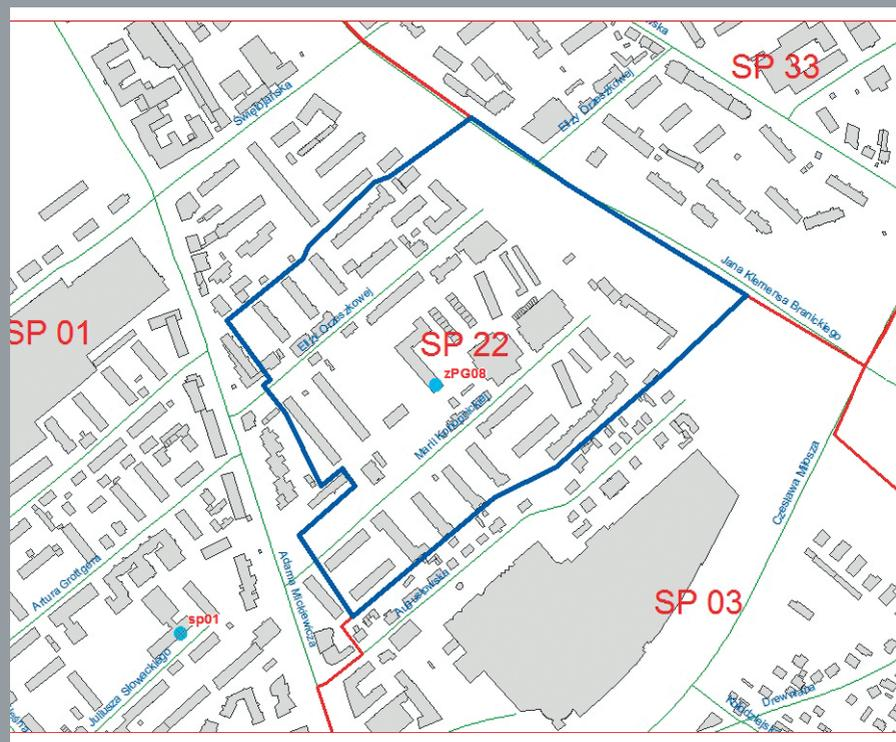 SP 33
Świętojańska
Elizy Orzeszkowej
Jana Klemensa Branickiego
SP 01
Elizy Orzeszkowej
SP 22
zPG08
Marii Konopnickiej
Czesława Miłosza
Artura Grottgera
Adama Mickiewicza
Augustowska
SP 03
sp01
Juliusza Słowackiego
Drewniana